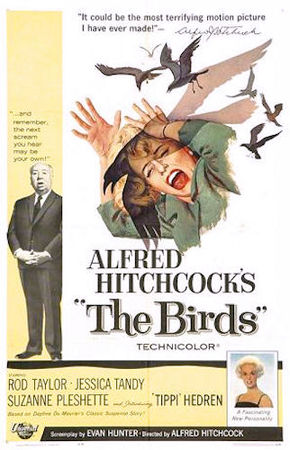 "It could be the most terrifying motion picture
I have ever made!"— Alfred J. Hitchcock
"...and
remember,
the next
scream
you hear
may be
your own!"
ALFRED
HITCHCOCK'S
"THE BIRDS"
TECHNICOLOR®
STARRING
ROD TAYLOR · JESSICA TANDY
SUZANNE PLESHETTE and Introducing 'TIPPI' HEDREN
Based on Daphne Du Maurier's Classic Suspense Story!
A Fascinating
New Personality
Universal
Screenplay by EVAN HUNTER · Directed by ALFRED HITCHCOCK